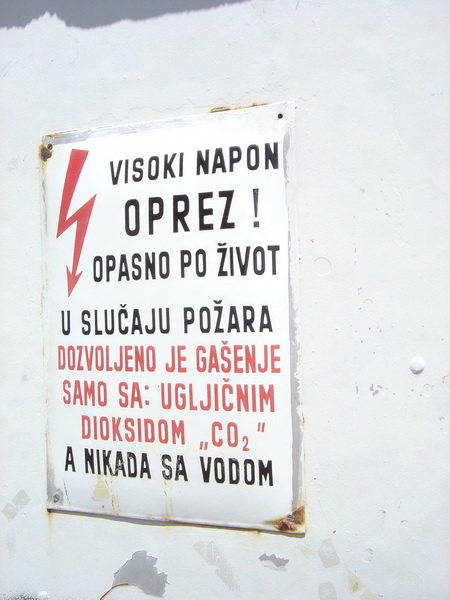 VISOKI NAPON
OPREZ !
OPASNO PO ŽIVOT
U SLUČAJU POŽARA
DOZVOLJENO JE GAŠENJE
SAMO SA: UGLJIČNIM
DIOKSIDOM „CO₂”
A NIKADA SA VODOM